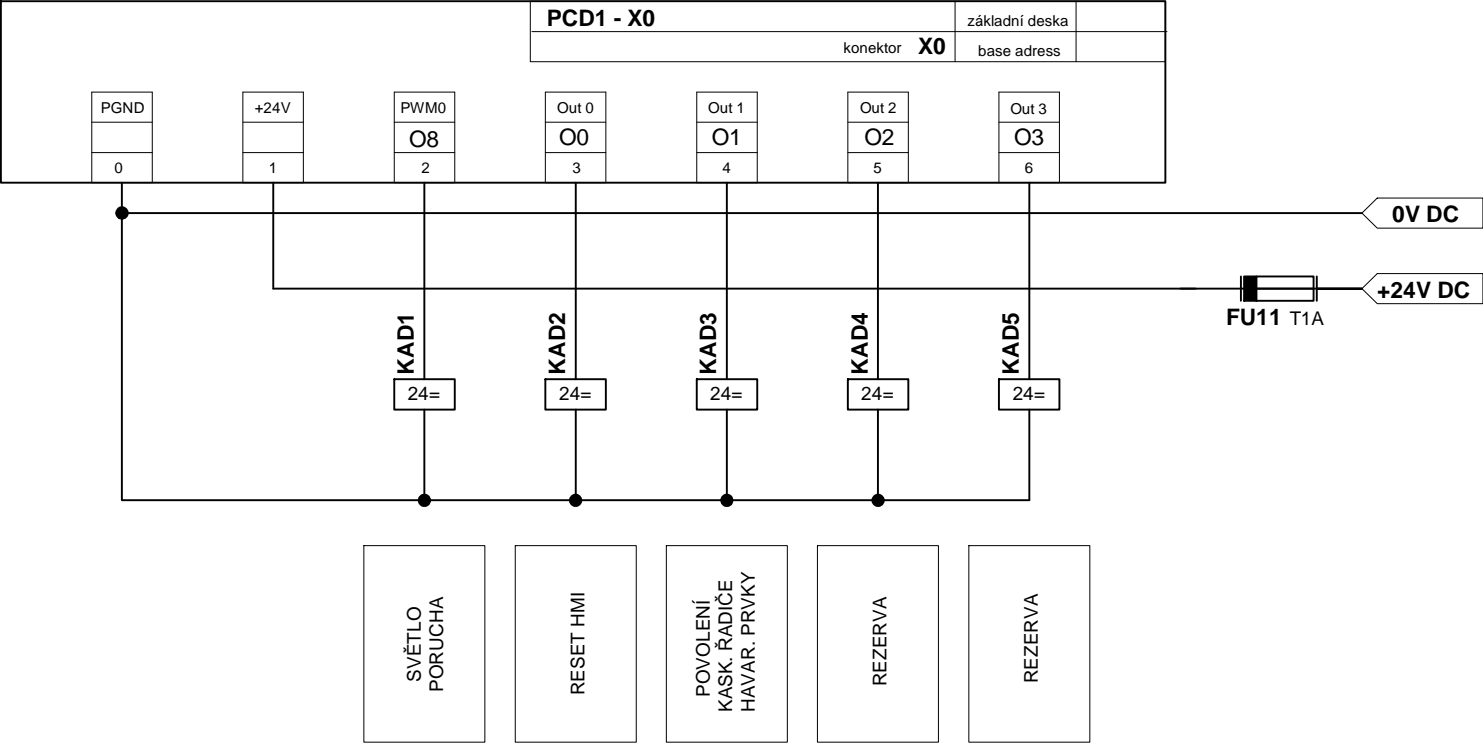 PCD1 - X0
základní deska
konektor X0
base adress
PGND
+24V
PWM0
Out 0
Out 1
Out 2
Out 3
O8
O0
O1
O2
O3
0
1
2
3
4
5
6
0V DC
+24V DC
FU11 T1A
KAD1
KAD2
KAD3
KAD4
KAD5
24=
24=
24=
24=
24=
SVĚTLO
PORUCHA
RESET HMI
POVOLENÍ
KASK. ŘADIČE
HAVAR. PRVKY
REZERVA
REZERVA